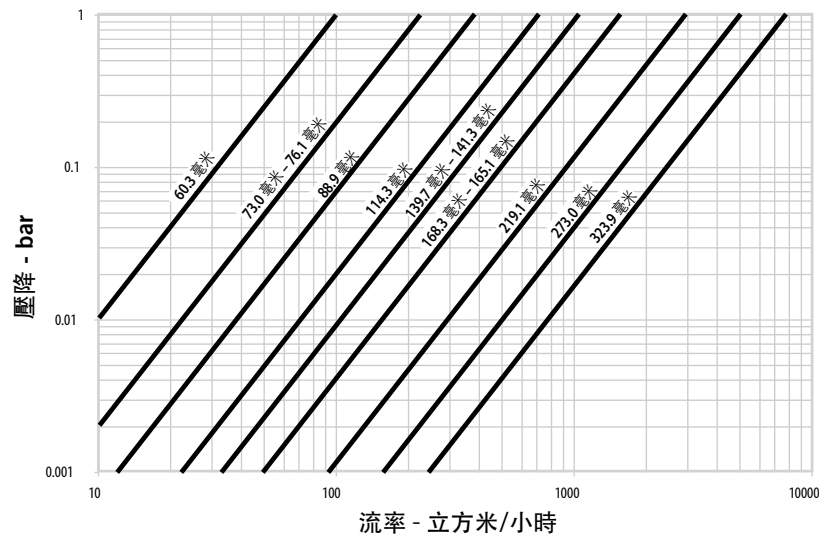 1
0.1
0.01
0.001
壓降 - bar
60.3 毫米
73.0 毫米 – 76.1 毫米
88.9 毫米
114.3 毫米
139.7 毫米 – 141.3 毫米
168.3 毫米 – 165.1 毫米
219.1 毫米
273.0 毫米
323.9 毫米
10
100
1000
10000
流率 - 立方米/小時